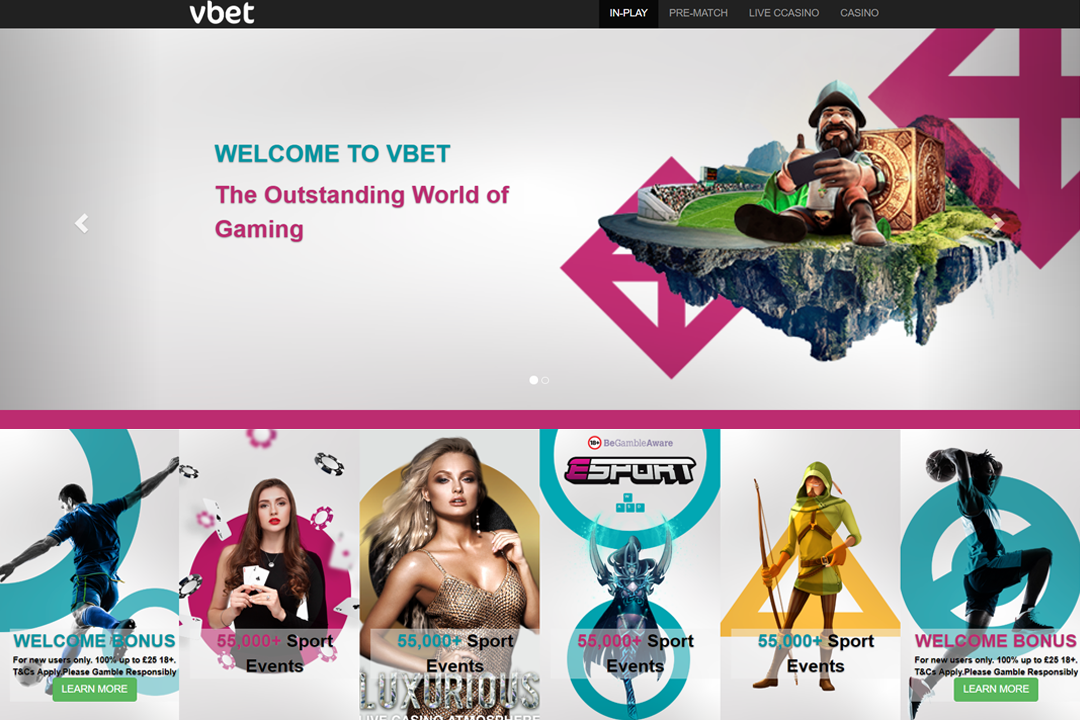 vbet
IN-PLAY PRE-MATCH LIVE CCASINO CASINO
WELCOME TO VBET
The Outstanding World of
Gaming
18+ BeGambleAware
ESPORT
WELCOME BONUS
For new users only. 100% up to £25 18+.
T&Cs Apply.Please Gamble Responsibly
LEARN MORE
55,000+ Sport
Events
55,000+ Sport
Events
LUXURIOUS
LIVE CASINO ATMOSPHERE
55,000+ Sport
Events
55,000+ Sport
Events
WELCOME BONUS
For new users only. 100% up to £25 18+.
T&Cs Apply.Please Gamble Responsibly
LEARN MORE